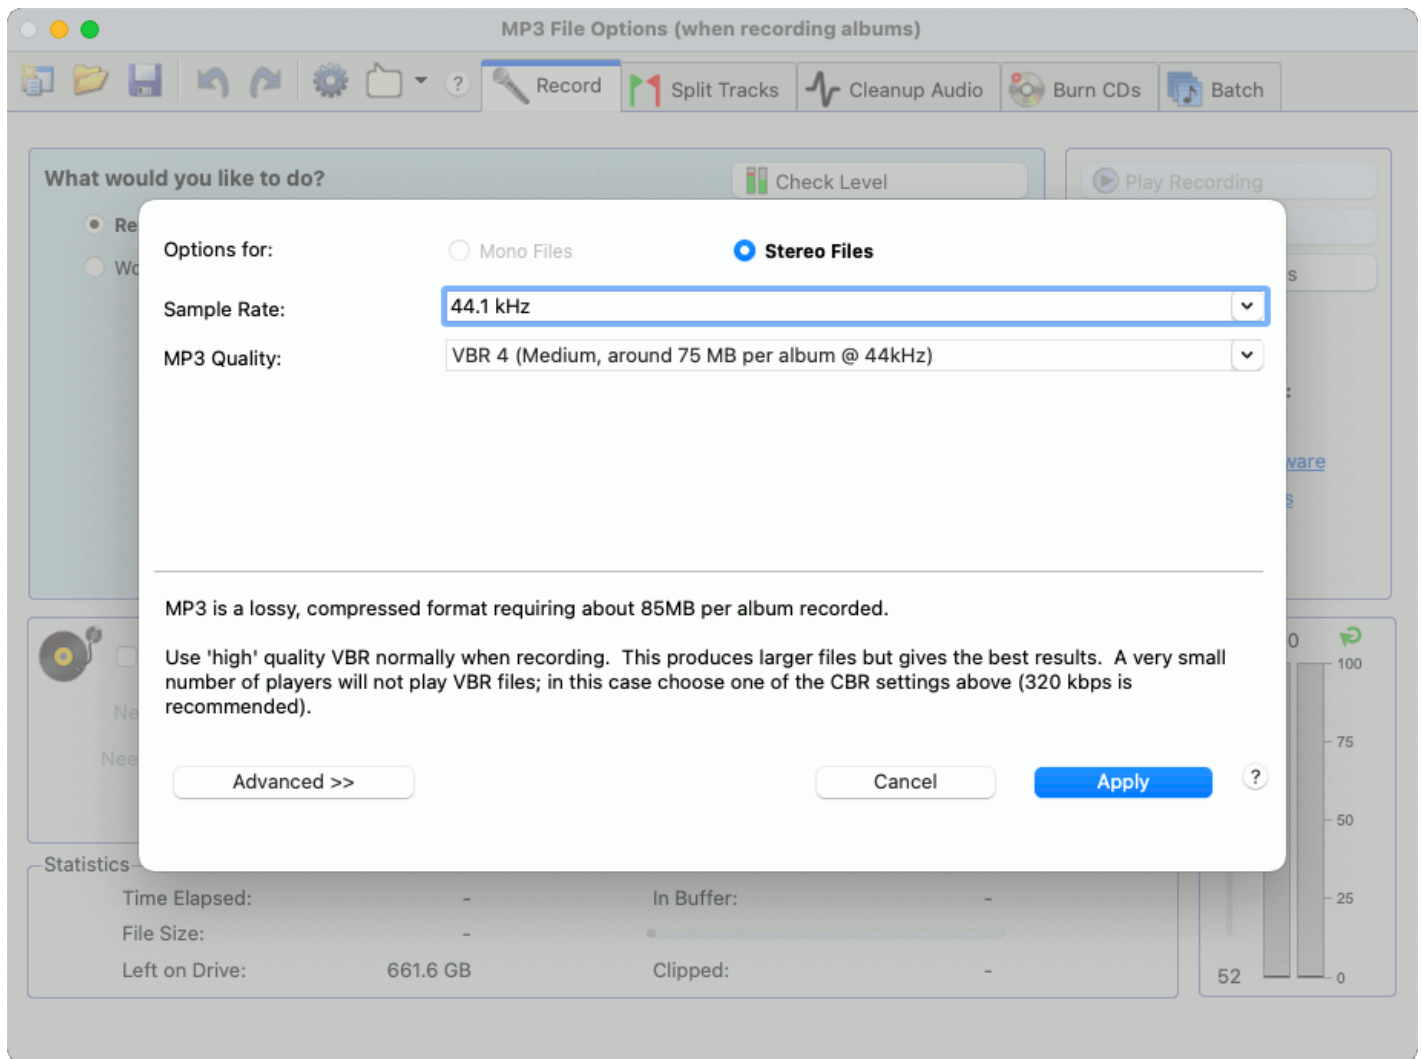 MP3 File Options (when recording albums)
? Record Split Tracks Cleanup Audio Burn CDs Batch
What would you like to do?
Check Level
Play Recording
Options for: Mono Files Stereo Files
Sample Rate: 44.1 kHz
MP3 Quality: VBR 4 (Medium, around 75 MB per album @ 44kHz)
MP3 is a lossy, compressed format requiring about 85MB per album recorded.
Use 'high' quality VBR normally when recording.  This produces larger files but gives the best results.  A very small
number of players will not play VBR files; in this case choose one of the CBR settings above (320 kbps is
recommended).
Advanced >> Cancel Apply ?
100
75
50
25
0
52
Statistics
Time Elapsed: - In Buffer: -
File Size: -
Left on Drive: 661.6 GB Clipped: -